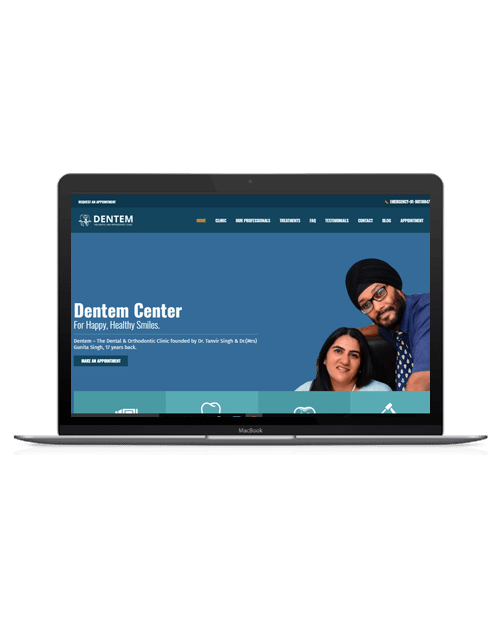 REQUEST AN APPOINTMENT
DENTEM
HOME CLINIC OUR PROFESSIONALS TREATMENTS FAQ TESTIMONIALS CONTACT BLOG APPOINTMENT
Dentem Center
For Happy, Healthy Smiles.
Dentem – The Dental & Orthodontic Clinic founded by Dr. Tanvir Singh & Dr.(Mrs)
Gunita Singh, 17 years back.
MAKE AN APPOINTMENT
MacBook